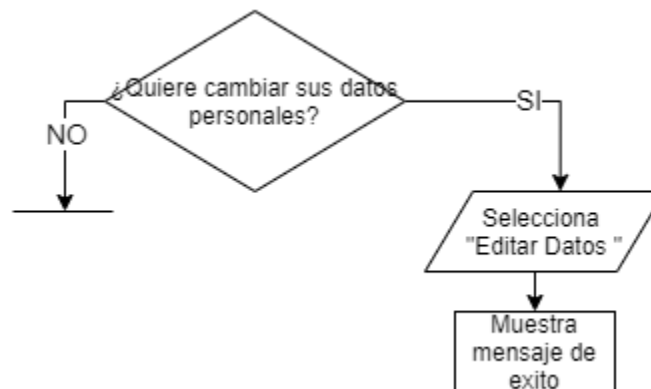 ¿Quiere cambiar sus datos
personales?
NO
SI
Selecciona
"Editar Datos "
Muestra
mensaje de
exito